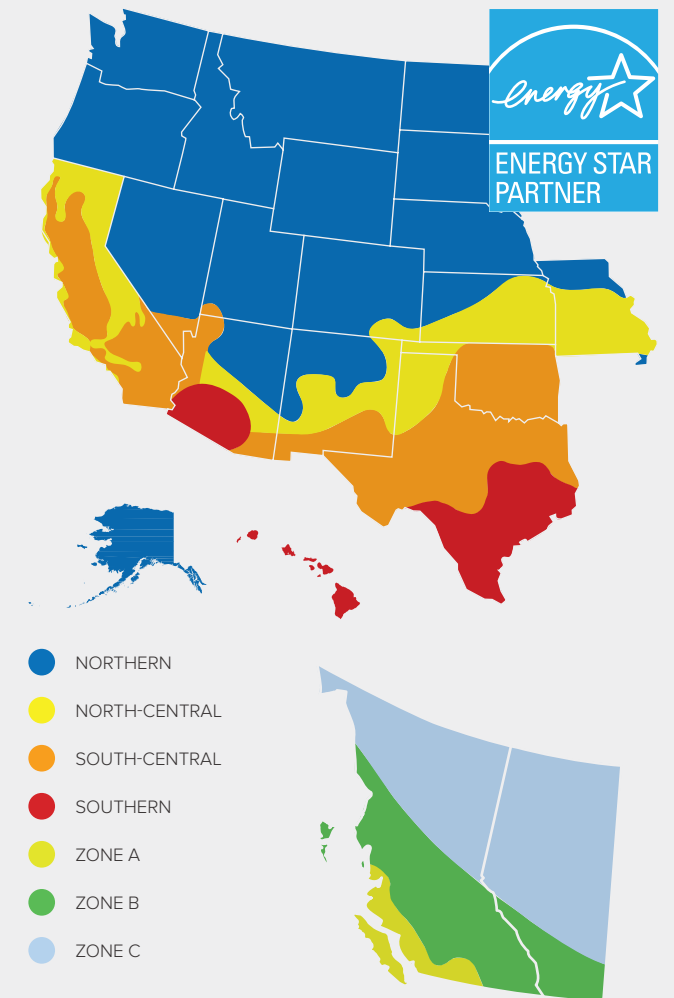 energy
ENERGY STAR
PARTNER
NORTHERN
NORTH-CENTRAL
SOUTH-CENTRAL
SOUTHERN
ZONE A
ZONE B
ZONE C